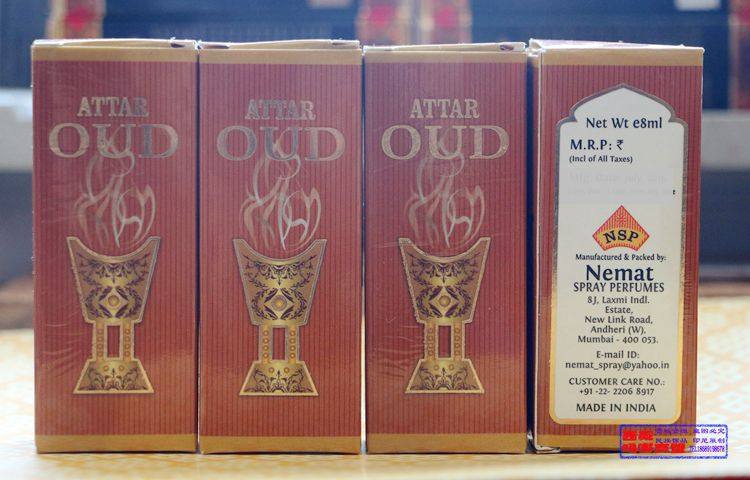 ATTAR
OUD
ATTAR
OUD
ATTAR
OUD
Net Wt e8ml
M.R.P: ₹
(Incl of All Taxes)
NSP
Manufactured & Packed by:
Nemat
SPRAY PERFUMES
8J, Laxmi Indl.
Estate,
New Link Road,
Andheri (W),
Mumbai - 400 053.
E-mail ID:
nemat_spray@yahoo.in
CUSTOMER CARE NO.:
+91 -22- 2206 8917
MADE IN INDIA